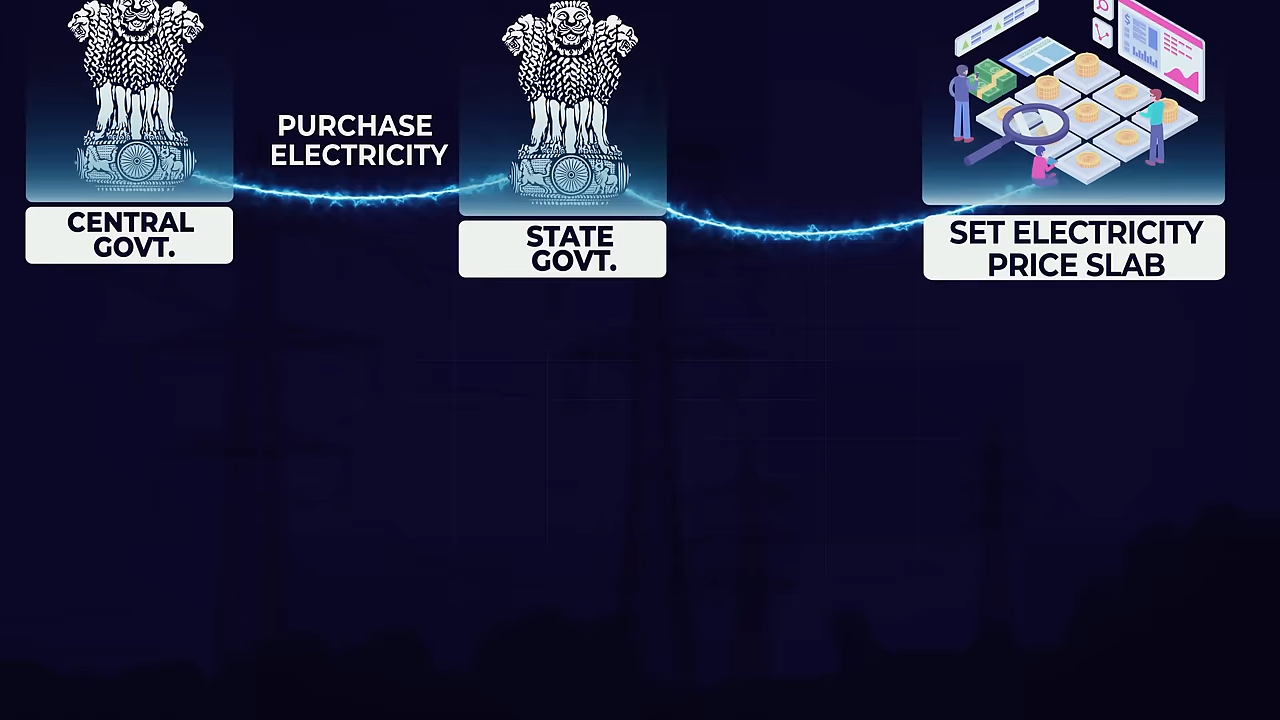 PURCHASE
ELECTRICITY
CENTRAL
GOVT.
STATE
GOVT.
SET ELECTRICITY
PRICE SLAB